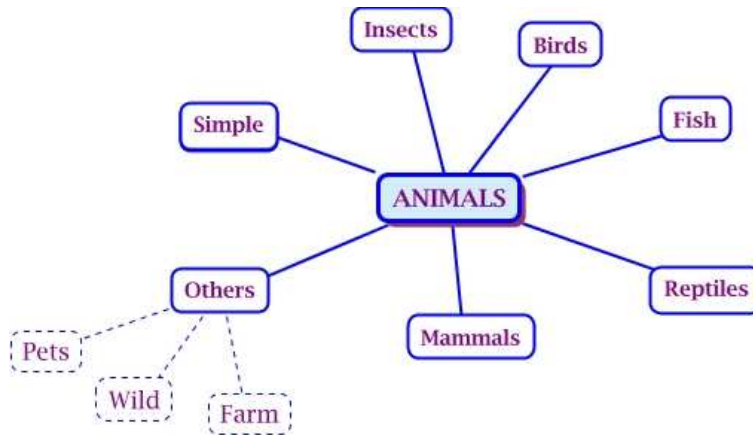 Insects
Birds
Simple
Fish
ANIMALS
Others
Reptiles
Mammals
Pets
Wild
Farm